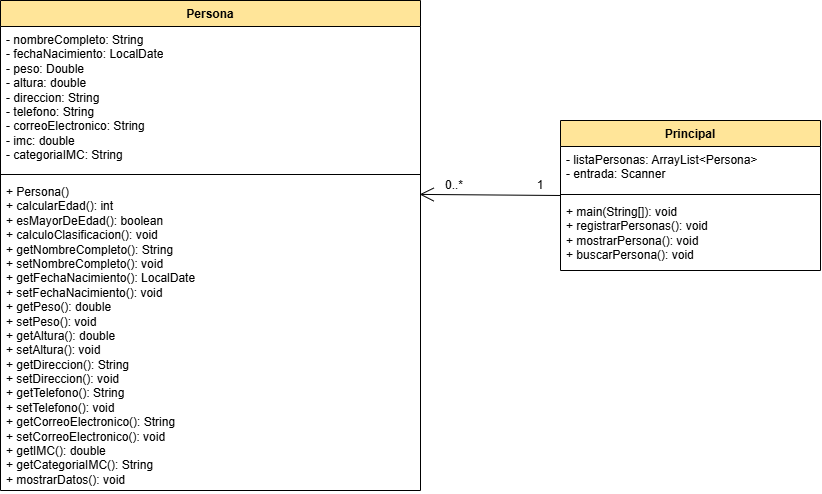 Persona
- nombreCompleto: String
- fechaNacimiento: LocalDate
- peso: Double
- altura: double
- direccion: String
- telefono: String
- correoElectronico: String
- imc: double
- categoriaIMC: String
+ Persona()
+ calcularEdad(): int
+ esMayorDeEdad(): boolean
+ calculoClasificacion(): void
+ getNombreCompleto(): String
+ setNombreCompleto(): void
+ getFechaNacimiento(): LocalDate
+ setFechaNacimiento(): void
+ getPeso(): double
+ setPeso(): void
+ getAltura(): double
+ setAltura(): void
+ getDireccion(): String
+ setDireccion(): void
+ getTelefono(): String
+ setTelefono(): void
+ getCorreoElectronico(): String
+ setCorreoElectronico(): void
+ getIMC(): double
+ getCategoriaIMC(): String
+ mostrarDatos(): void
0..*
1
Principal
- listaPersonas: ArrayList<Persona>
- entrada: Scanner
+ main(String[]): void
+ registrarPersonas(): void
+ mostrarPersona(): void
+ buscarPersona(): void